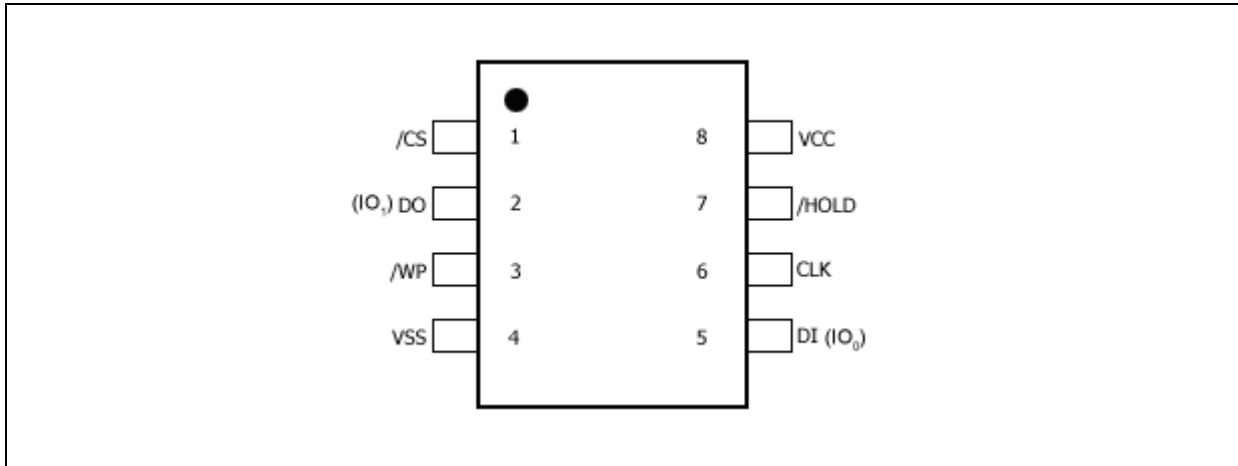 /CS 1 8 VCC
(IO₁) DO 2 7 /HOLD
/WP 3 6 CLK
VSS 4 5 DI (IO₀)